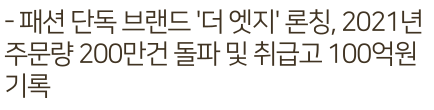 - 패션 단독 브랜드 '더 엣지' 론칭, 2021년
주문량 200만건 돌파 및 취급고 100억원
기록